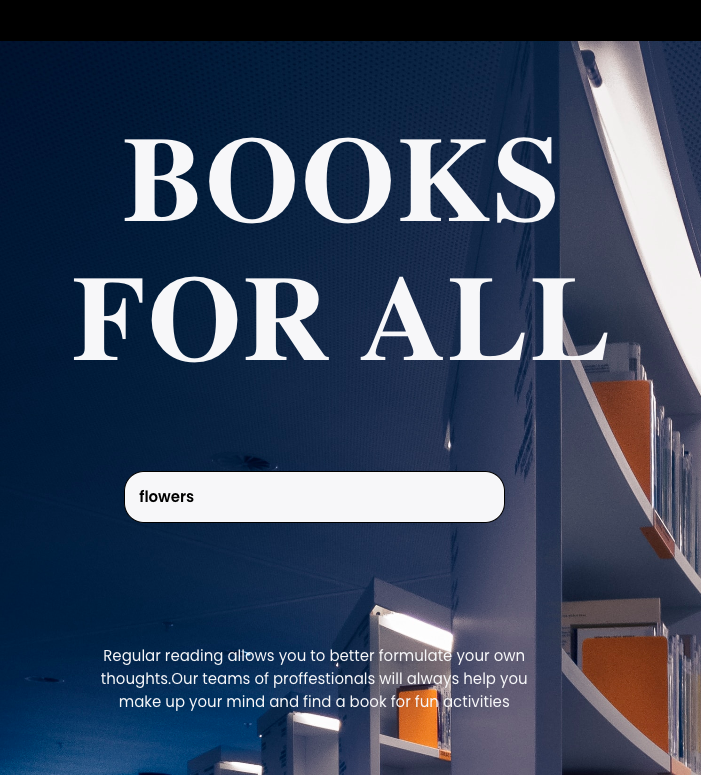 BOOKS
FOR ALL
flowers
Regular reading allows you to better formulate your own
thoughts.Our teams of proffestionals will always help you
make up your mind and find a book for fun activities